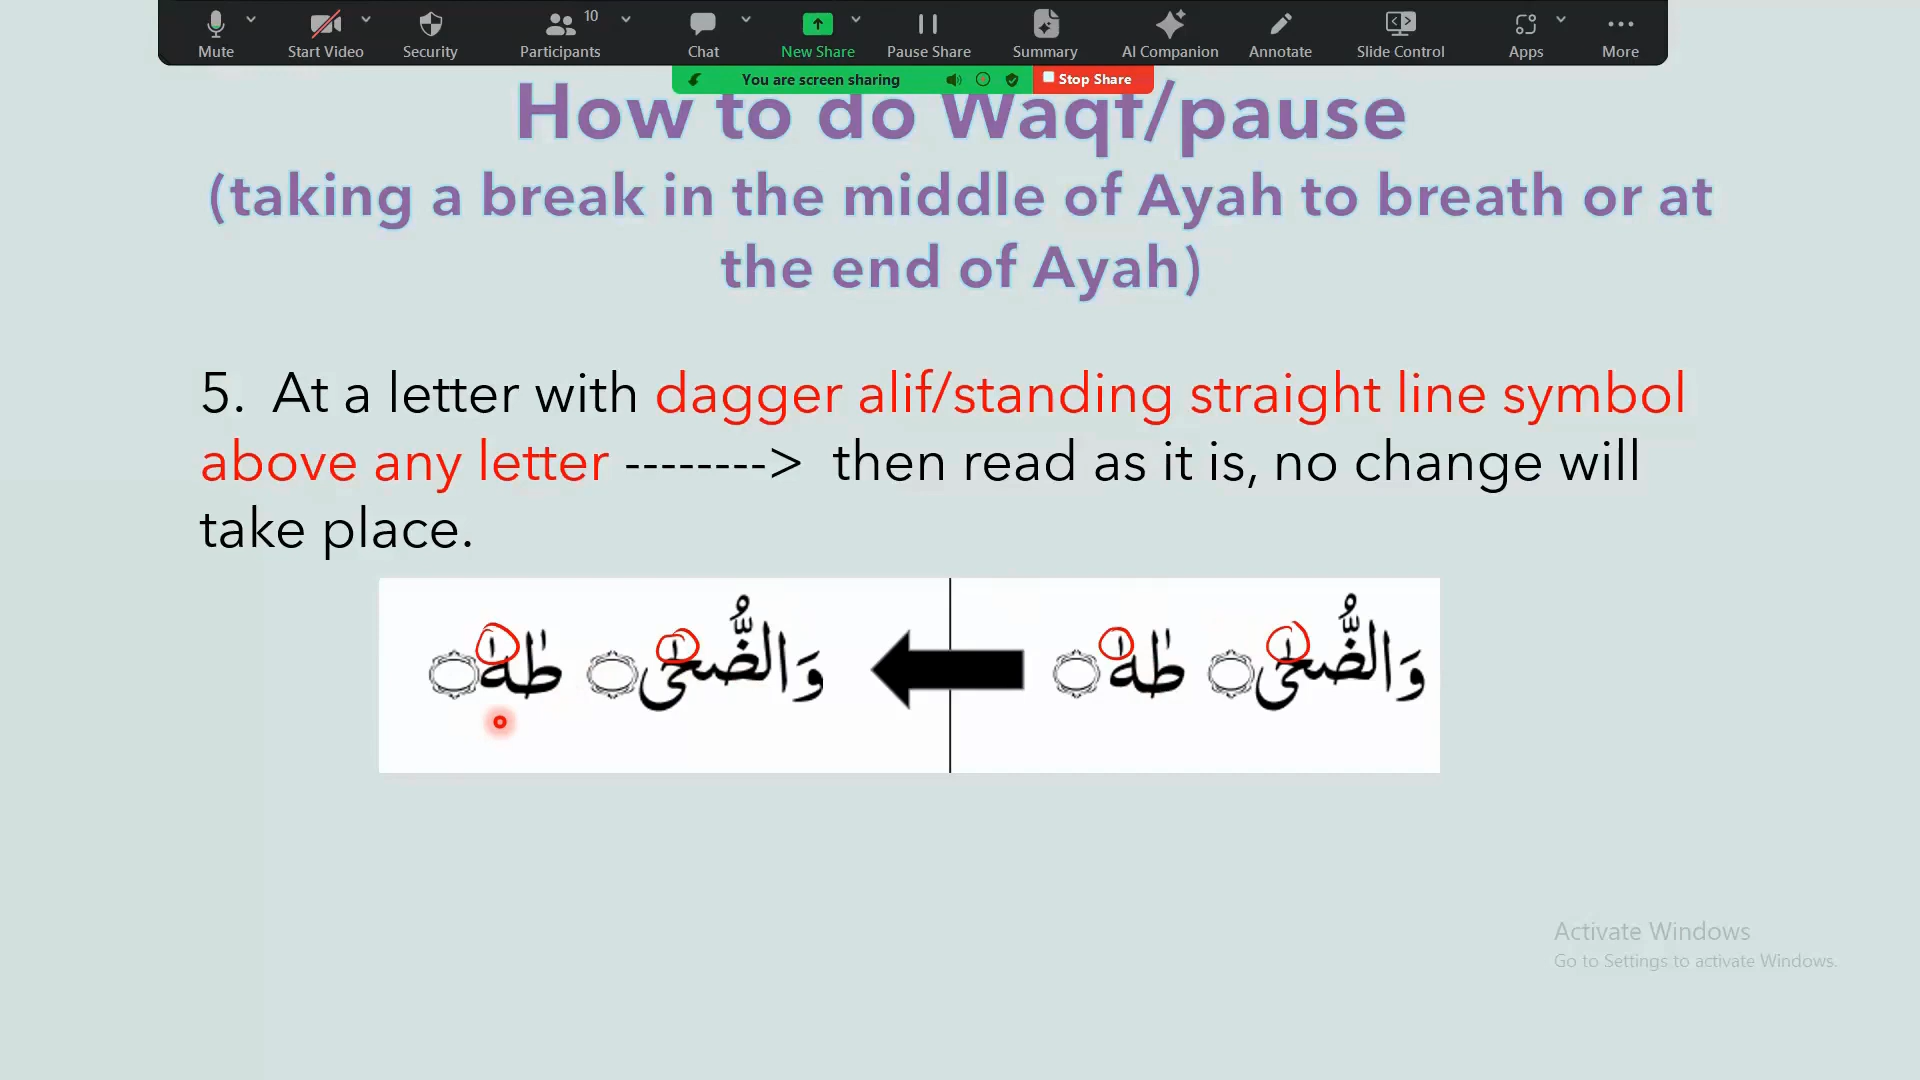 Mute Start Video Security Participants 10 Chat New Share Pause Share Summary AI Companion Annotate Slide Control Apps More
You are screen sharing Stop Share
How to do Waqf/pause
(taking a break in the middle of Ayah to breath or at
the end of Ayah)
5. At a letter with dagger alif/standing straight line symbol
above any letter --------> then read as it is, no change will
take place.
وَالضُّحٰى طٰهٰ وَالضُّحٰى طٰهٰ
Activate Windows
Go to Settings to activate Windows.